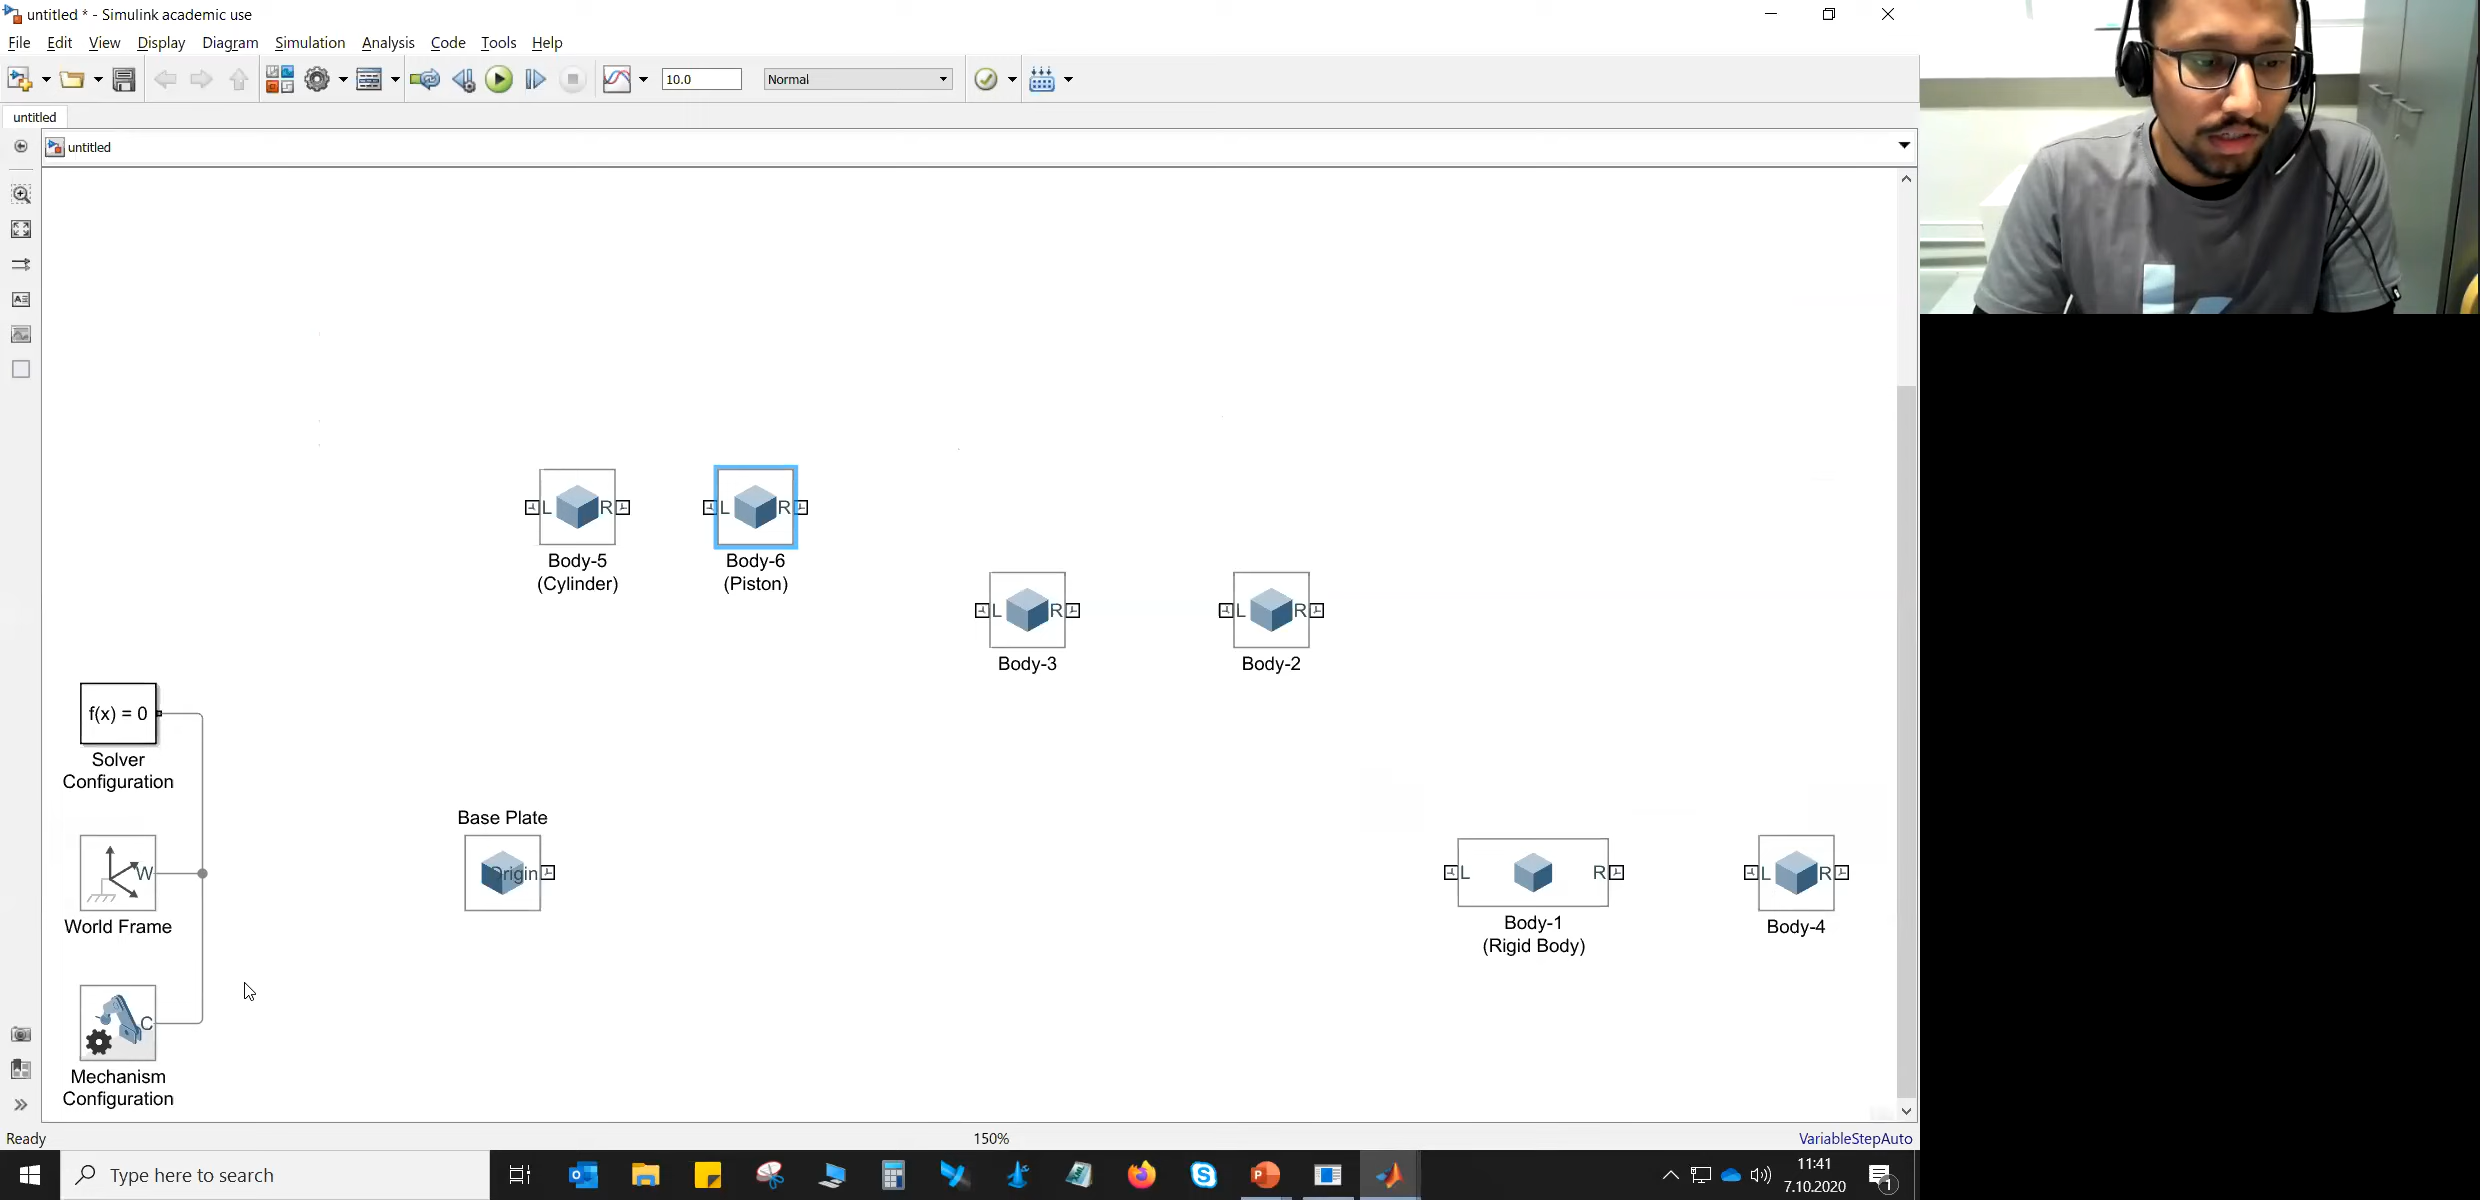 untitled * - Simulink academic use
File Edit View Display Diagram Simulation Analysis Code Tools Help
10.0 Normal
untitled
untitled
L R
Body-5
(Cylinder)
L R
Body-6
(Piston)
L R
Body-3
L R
Body-2
f(x) = 0
Solver
Configuration
W
World Frame
C
Mechanism
Configuration
Base Plate
Origin
L R
Body-1
(Rigid Body)
L R
Body-4
Ready 150% VariableStepAuto
Type here to search
11:41
7.10.2020
1